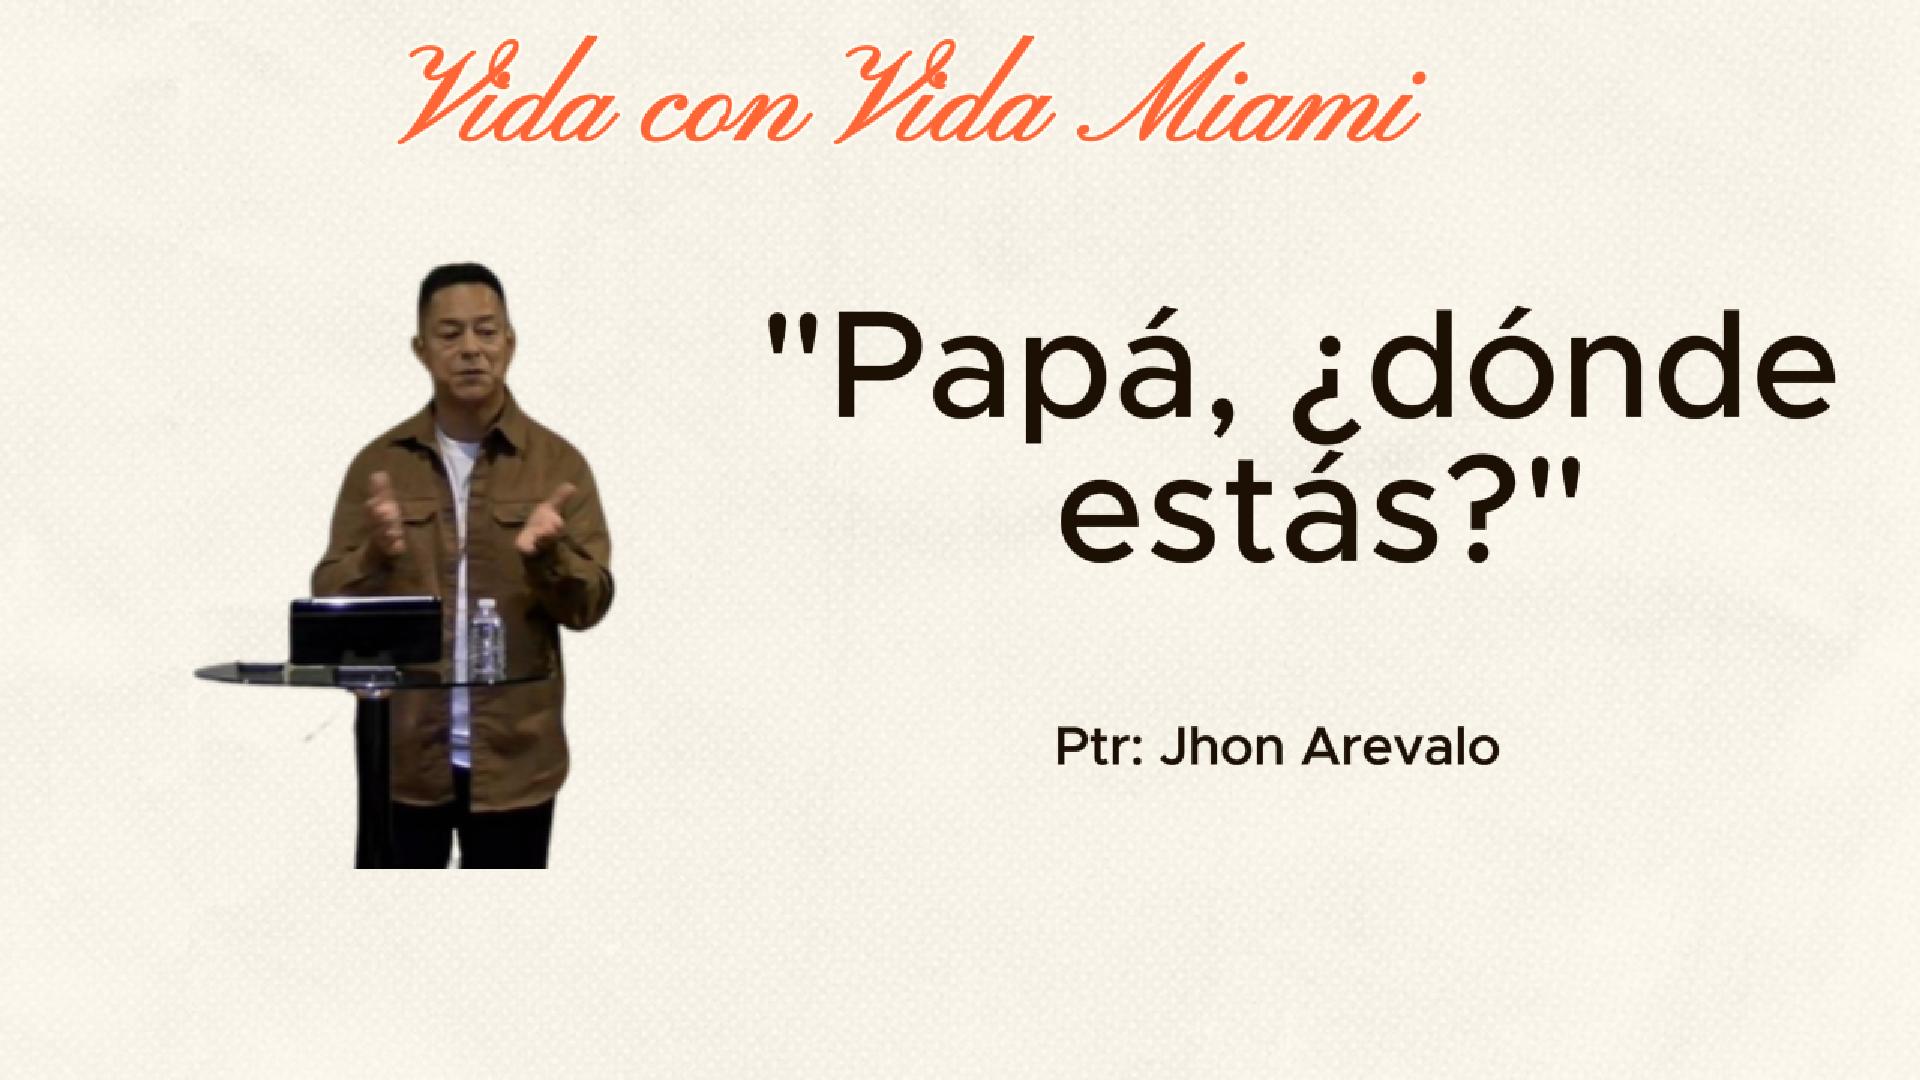 Vida con Vida Miami
"Papá, ¿dónde
estás?"
Ptr: Jhon Arevalo